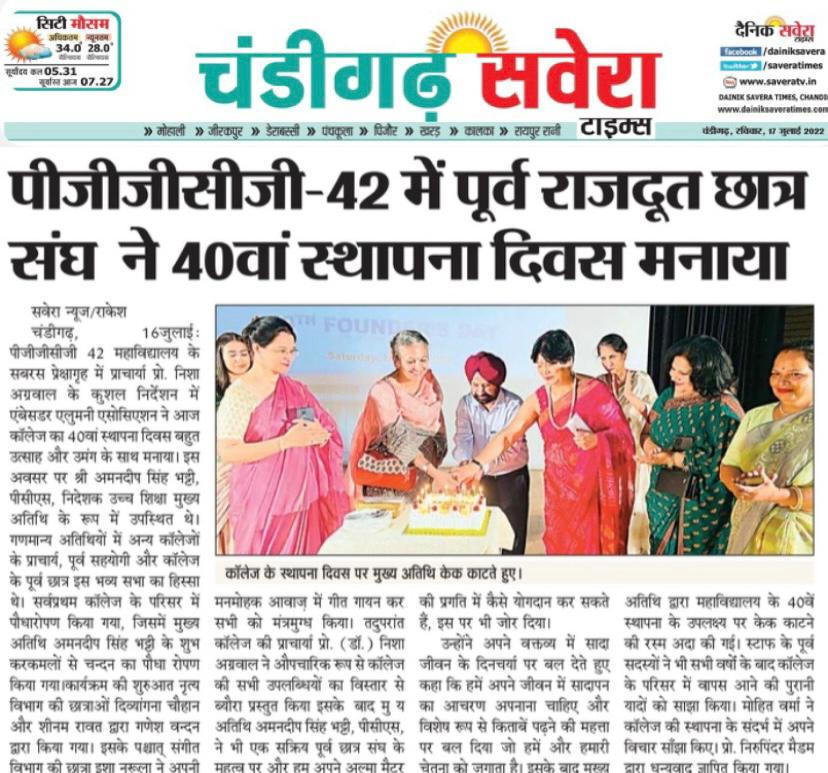 सिटी मौसम
अधिकतम न्यूनतम
34.0° 28.0°
सेल्सियस सेल्सियस
सूर्योदय कल 05.31
सूर्यास्त आज 07.27
चंडीगढ़ सवेरा
टाइम्स
दैनिक सवेरा
टाइम्स
facebook /dainiksavera
twitter /saveratimes
www.saveratv.in
DAINIK SAVERA TIMES, CHANDI
www.dainiksaveratimes.com
» मोहाली » जीरकपुर » डेराबस्सी » पंचकूला » पिंजौर » खरड़ » कालका » रायपुर रानी
चंडीगढ़, रविवार, 17 जुलाई 2022
पीजीजीसीजी-42 में पूर्व राजदूत छात्र
संघ ने 40वां स्थापना दिवस मनाया
सवेरा न्यूज/राकेश
चंडीगढ़, 16जुलाई:
पीजीजीसीजी 42 महाविद्यालय के
सबरस प्रेक्षागृह में प्राचार्या प्रो. निशा
अग्रवाल के कुशल निर्देशन में
एंबेसडर एलुमनी एसोसिएशन ने आज
कॉलेज का 40वां स्थापना दिवस बहुत
उत्साह और उमंग के साथ मनाया। इस
अवसर पर श्री अमनदीप सिंह भट्टी,
पीसीएस, निदेशक उच्च शिक्षा मुख्य
अतिथि के रूप में उपस्थित थे।
गणमान्य अतिथियों में अन्य कॉलेजों
के प्राचार्य, पूर्व सहयोगी और कॉलेज
के पूर्व छात्र इस भव्य सभा का हिस्सा
थे। सर्वप्रथम कॉलेज के परिसर में
पौधारोपण किया गया, जिसमें मुख्य
अतिथि अमनदीप सिंह भट्टी के शुभ
करकमलों से चन्दन का पौधा रोपण
किया गया।कार्यक्रम की शुरुआत नृत्य
विभाग की छात्राओं दिव्यांगना चौहान
और शीनम रावत द्वारा गणेश वन्दन
द्वारा किया गया। इसके पश्चात् संगीत
विभाग की छात्रा इशा नरूला ने अपनी
TH FOUNDER'S DAY
Saturday,
कॉलेज के स्थापना दिवस पर मुख्य अतिथि केक काटते हुए।
मनमोहक आवाज़ में गीत गायन कर
सभी को मंत्रमुग्ध किया। तदुपरांत
कॉलेज की प्राचार्या प्रो. (डॉ.) निशा
अग्रवाल ने औपचारिक रूप से कॉलेज
की सभी उपलब्धियों का विस्तार से
ब्यौरा प्रस्तुत किया इसके बाद मु य
अतिथि अमनदीप सिंह भट्टी, पीसीएस,
ने भी एक सक्रिय पूर्व छात्र संघ के
महत्व पर और हम अपने अल्मा मैटर
की प्रगति में कैसे योगदान कर सकते
हैं, इस पर भी जोर दिया।
उन्होंने अपने वक्तव्य में सादा
जीवन के दिनचर्या पर बल देते हुए
कहा कि हमें अपने जीवन में सादापन
का आचरण अपनाना चाहिए और
विशेष रूप से किताबें पढ़ने की महत्ता
पर बल दिया जो हमें और हमारी
चेतना को जगाता है। इसके बाद मुख्य
अतिथि द्वारा महाविद्यालय के 40वें
स्थापना के उपलक्ष्य पर केक काटने
की रस्म अदा की गई। स्टाफ के पूर्व
सदस्यों ने भी सभी वर्षों के बाद कॉलेज
के परिसर में वापस आने की पुरानी
यादों को साझा किया। मोहित वर्मा ने
कॉलेज की स्थापना के संदर्भ में अपने
विचार साँझा किए। प्रो. निरुपिंदर मैडम
द्वारा धन्यवाद ज्ञापित किया गया।